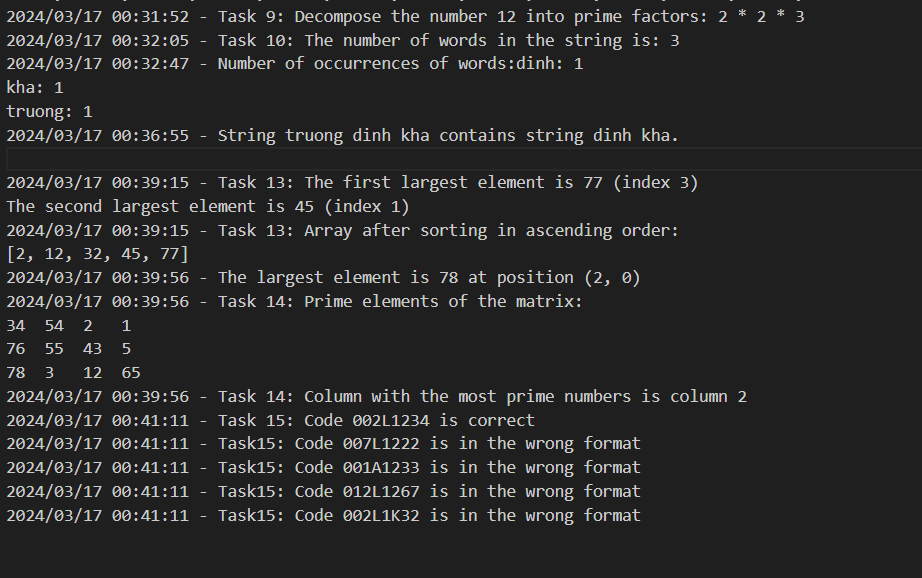 2024/03/17 00:31:52 - Task 9: Decompose the number 12 into prime factors: 2 * 2 * 3
2024/03/17 00:32:05 - Task 10: The number of words in the string is: 3
2024/03/17 00:32:47 - Number of occurrences of words:dinh: 1
kha: 1
truong: 1
2024/03/17 00:36:55 - String truong dinh kha contains string dinh kha.
2024/03/17 00:39:15 - Task 13: The first largest element is 77 (index 3)
The second largest element is 45 (index 1)
2024/03/17 00:39:15 - Task 13: Array after sorting in ascending order:
[2, 12, 32, 45, 77]
2024/03/17 00:39:56 - The largest element is 78 at position (2, 0)
2024/03/17 00:39:56 - Task 14: Prime elements of the matrix:
34  54  2   1
76  55  43  5
78  3   12  65
2024/03/17 00:39:56 - Task 14: Column with the most prime numbers is column 2
2024/03/17 00:41:11 - Task 15: Code 002L1234 is correct
2024/03/17 00:41:11 - Task15: Code 007L1222 is in the wrong format
2024/03/17 00:41:11 - Task15: Code 001A1233 is in the wrong format
2024/03/17 00:41:11 - Task15: Code 012L1267 is in the wrong format
2024/03/17 00:41:11 - Task15: Code 002L1K32 is in the wrong format